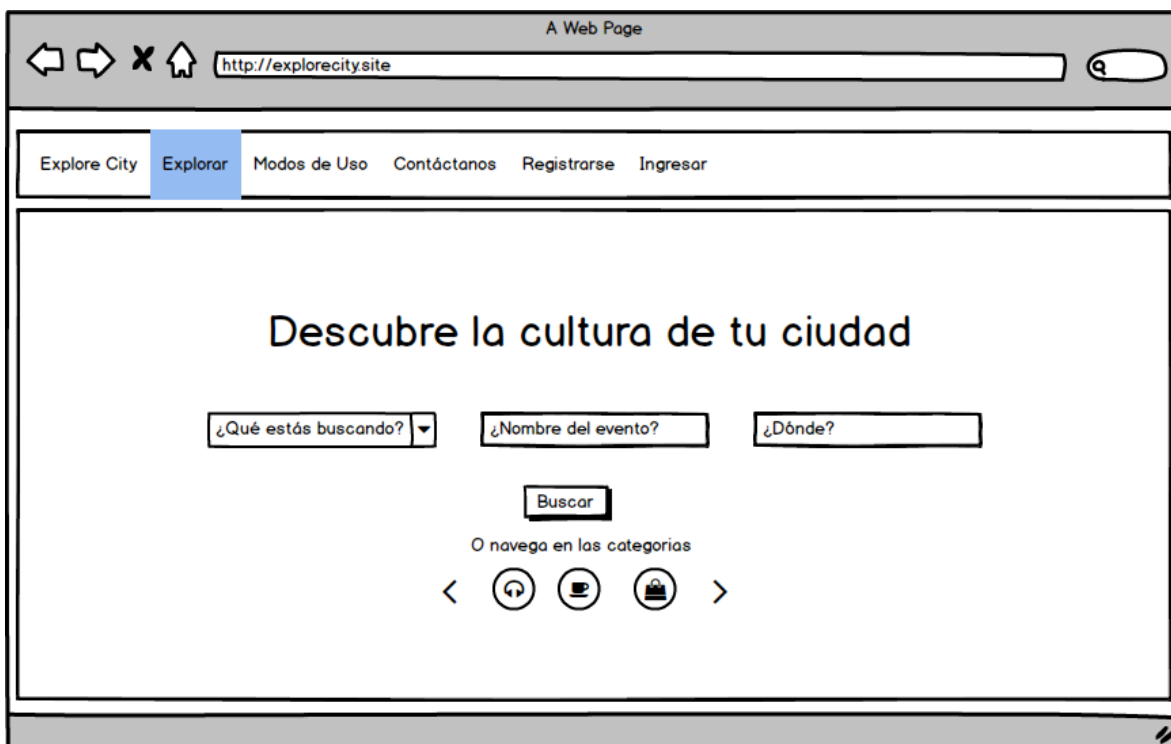 A Web Page
http://explorecity.site
Explore City Explorar Modos de Uso Contáctanos Registrarse Ingresar
Descubre la cultura de tu ciudad
¿Qué estás buscando? ¿Nombre del evento? ¿Dónde?
Buscar
O navega en las categorias